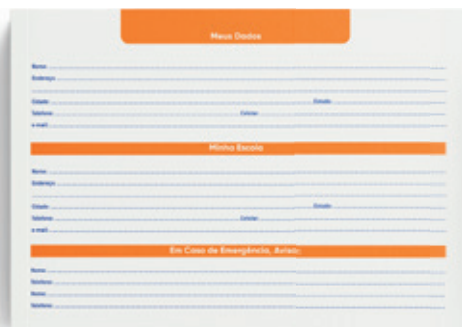 Meus Dados
Nome:
Endereço:
Cidade: Estado:
Telefone: Celular:
e-mail:
Minha Escola
Nome:
Endereço:
Cidade: Estado:
Telefone: Celular:
e-mail:
Em Caso de Emergência, Avisar:
Nome:
Telefone:
Nome:
Telefone: